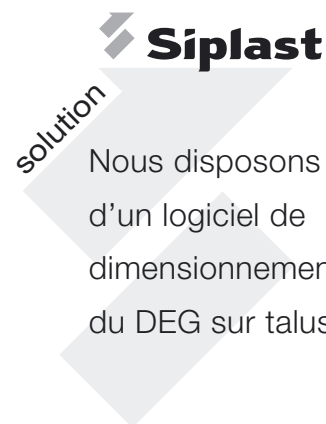 Siplast
solution
Nous disposons
d'un logiciel de
dimensionnemen
du DEG sur talus